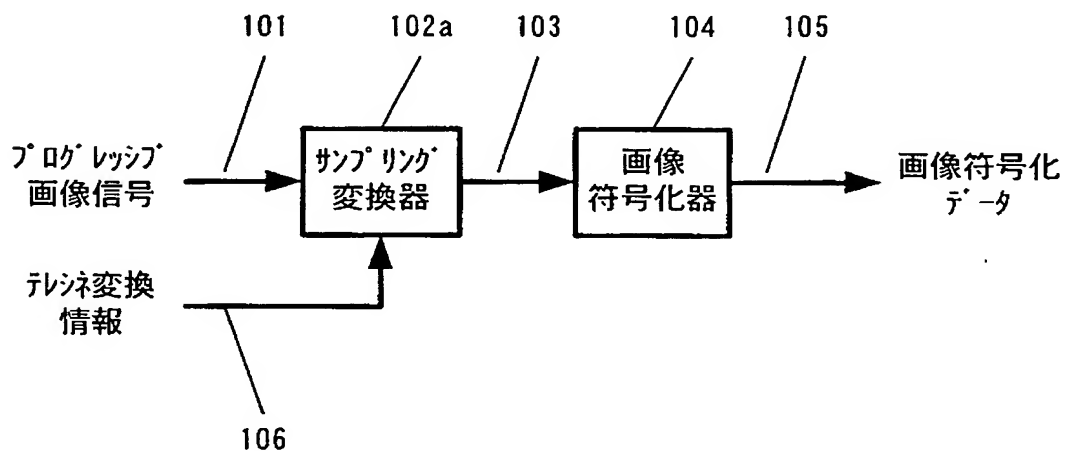 101
102a
103
104
105
プログレッシブ
画像信号
サンプリング
変換器
画像
符号化器
画像符号化
データ
テレシネ変換
情報
106